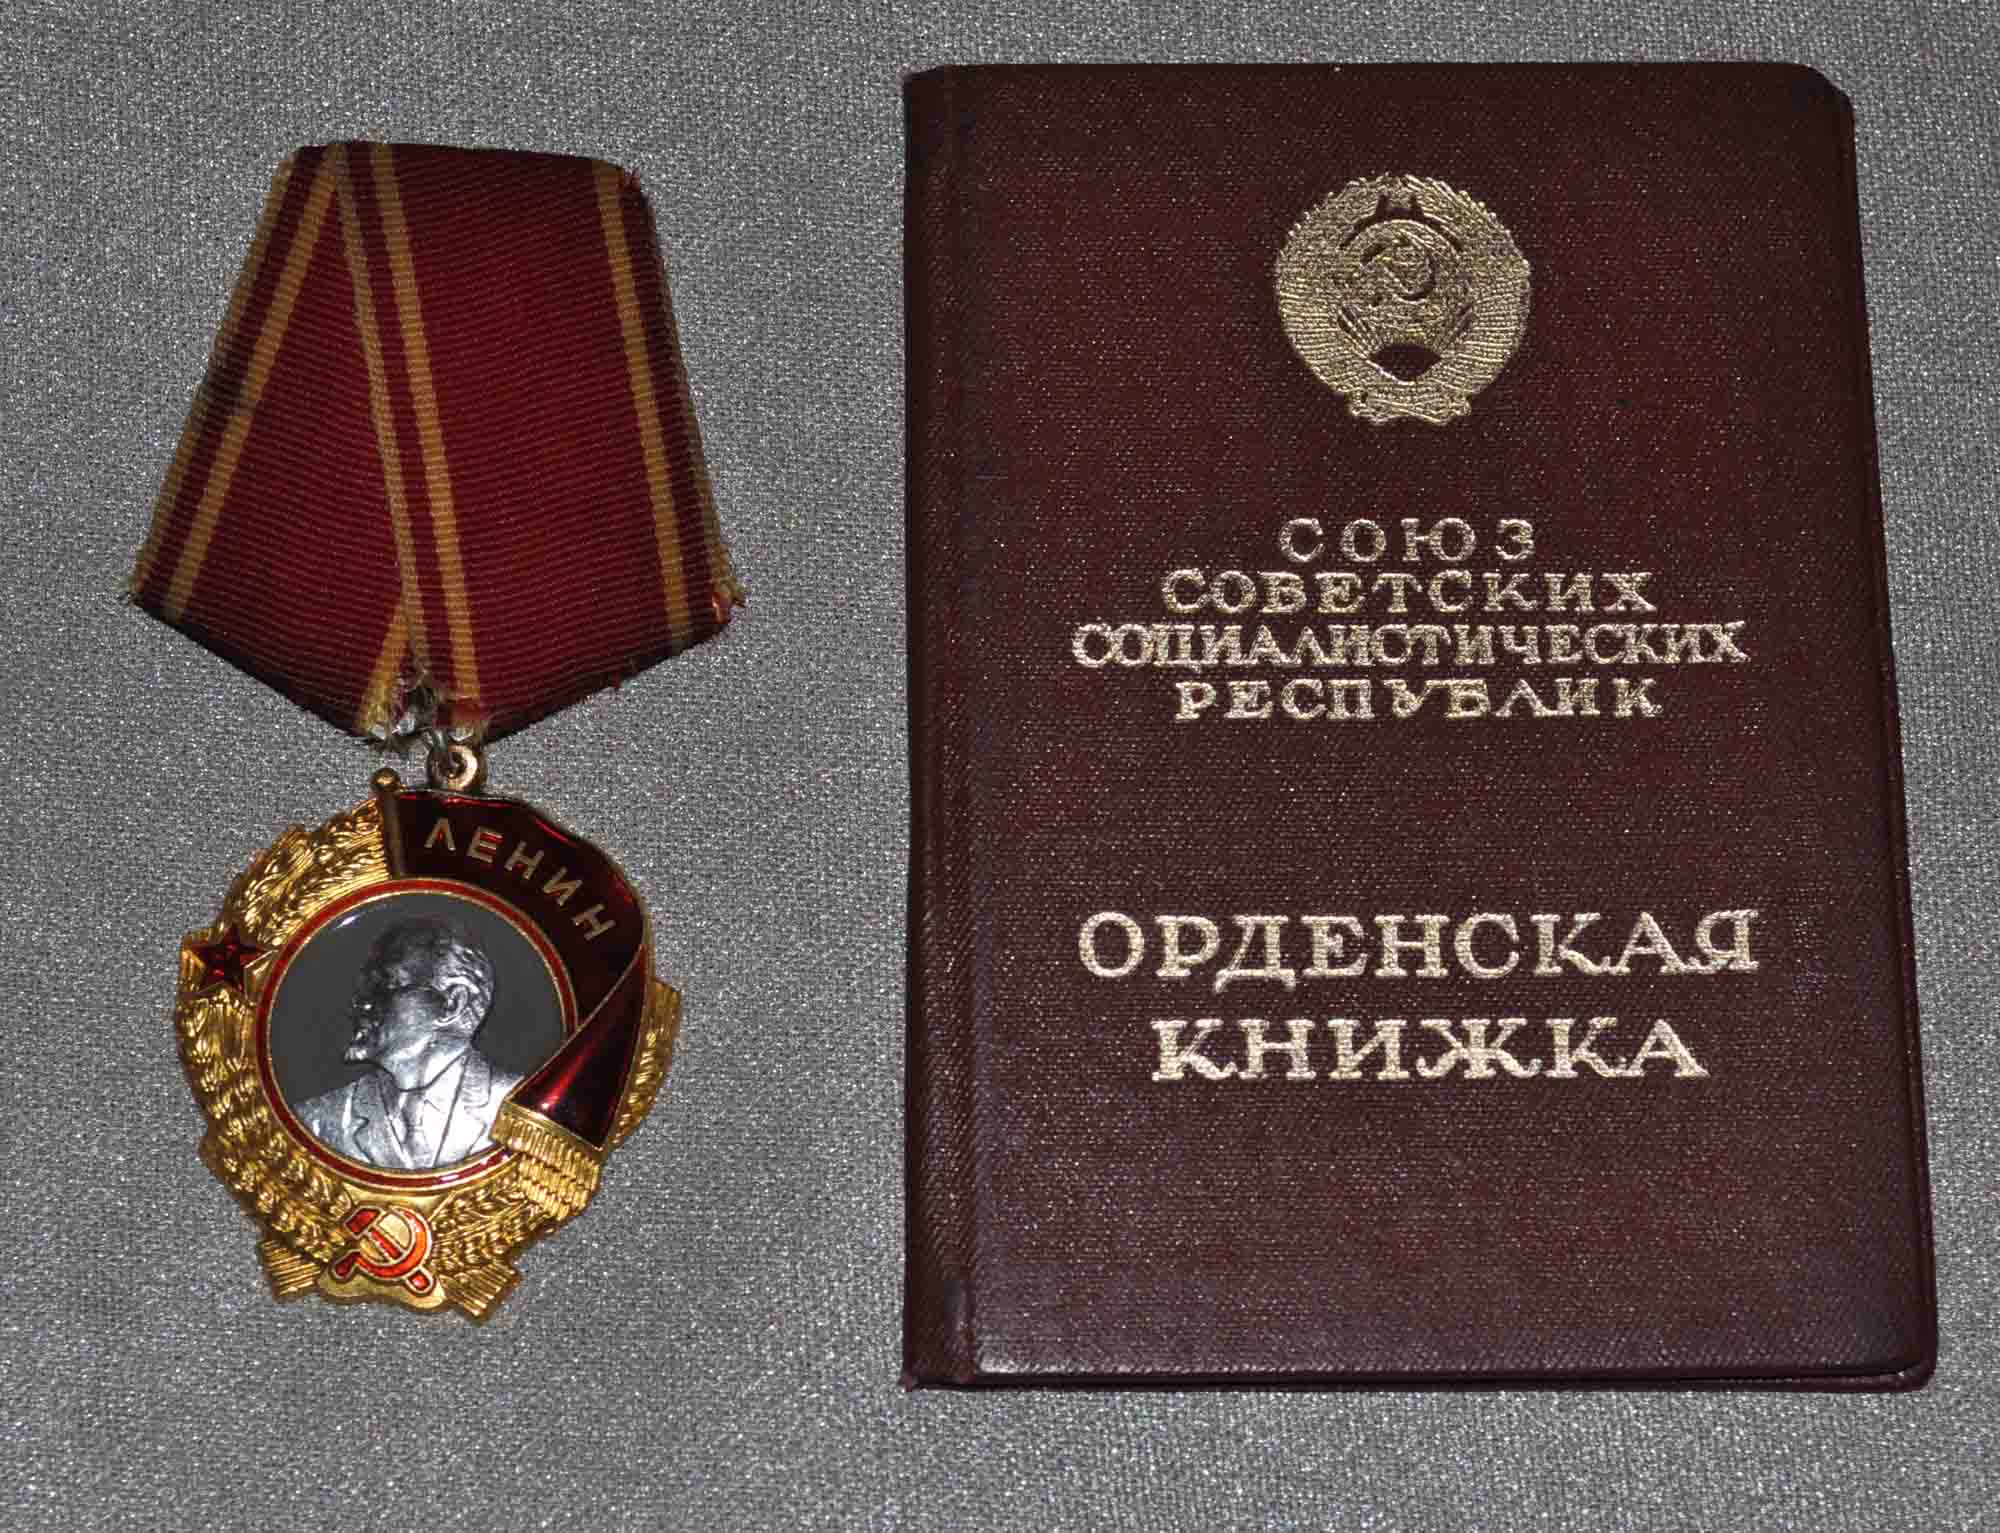 ЛЕНИН
СОЮЗ
СОВЕТСКИХ
СОЦИАЛИСТИЧЕСКИХ
РЕСПУБЛИК
ОРДЕНСКАЯ
КНИЖКА